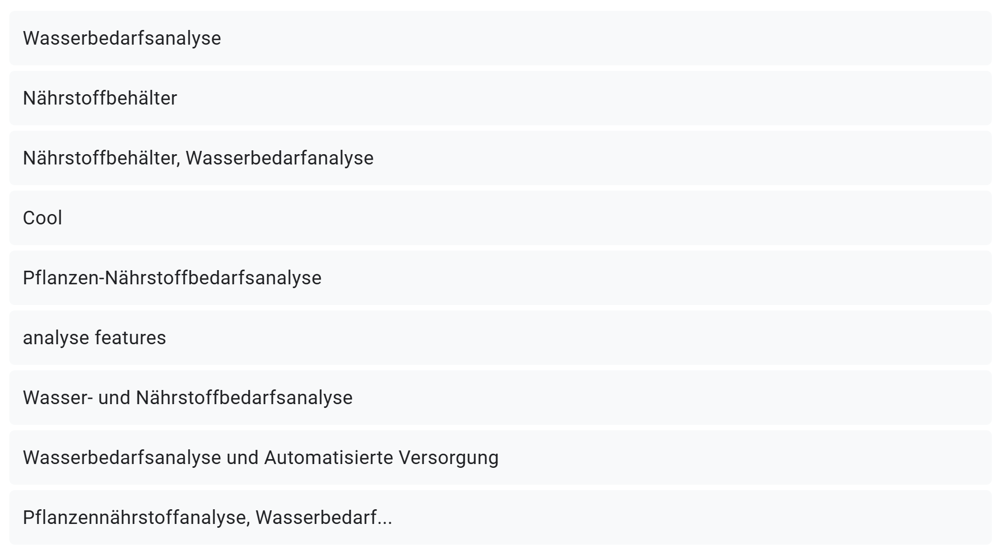 Wasserbedarfsanalyse
Nährstoffbehälter
Nährstoffbehälter, Wasserbedarfanalyse
Cool
Pflanzen-Nährstoffbedarfsanalyse
analyse features
Wasser- und Nährstoffbedarfsanalyse
Wasserbedarfsanalyse und Automatisierte Versorgung
Pflanzennährstoffanalyse, Wasserbedarf...